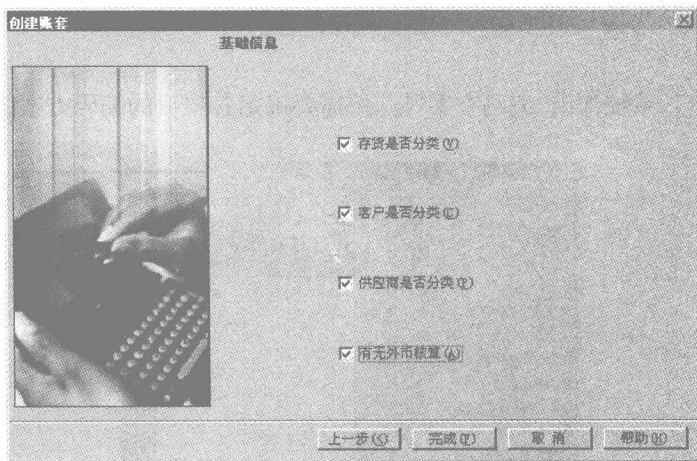 创建账套
基础信息
存货是否分类(Y)
客户是否分类(C)
供应商是否分类(P)
有无外币核算(A)
上一步(<) 完成(F) 取消 帮助(H)